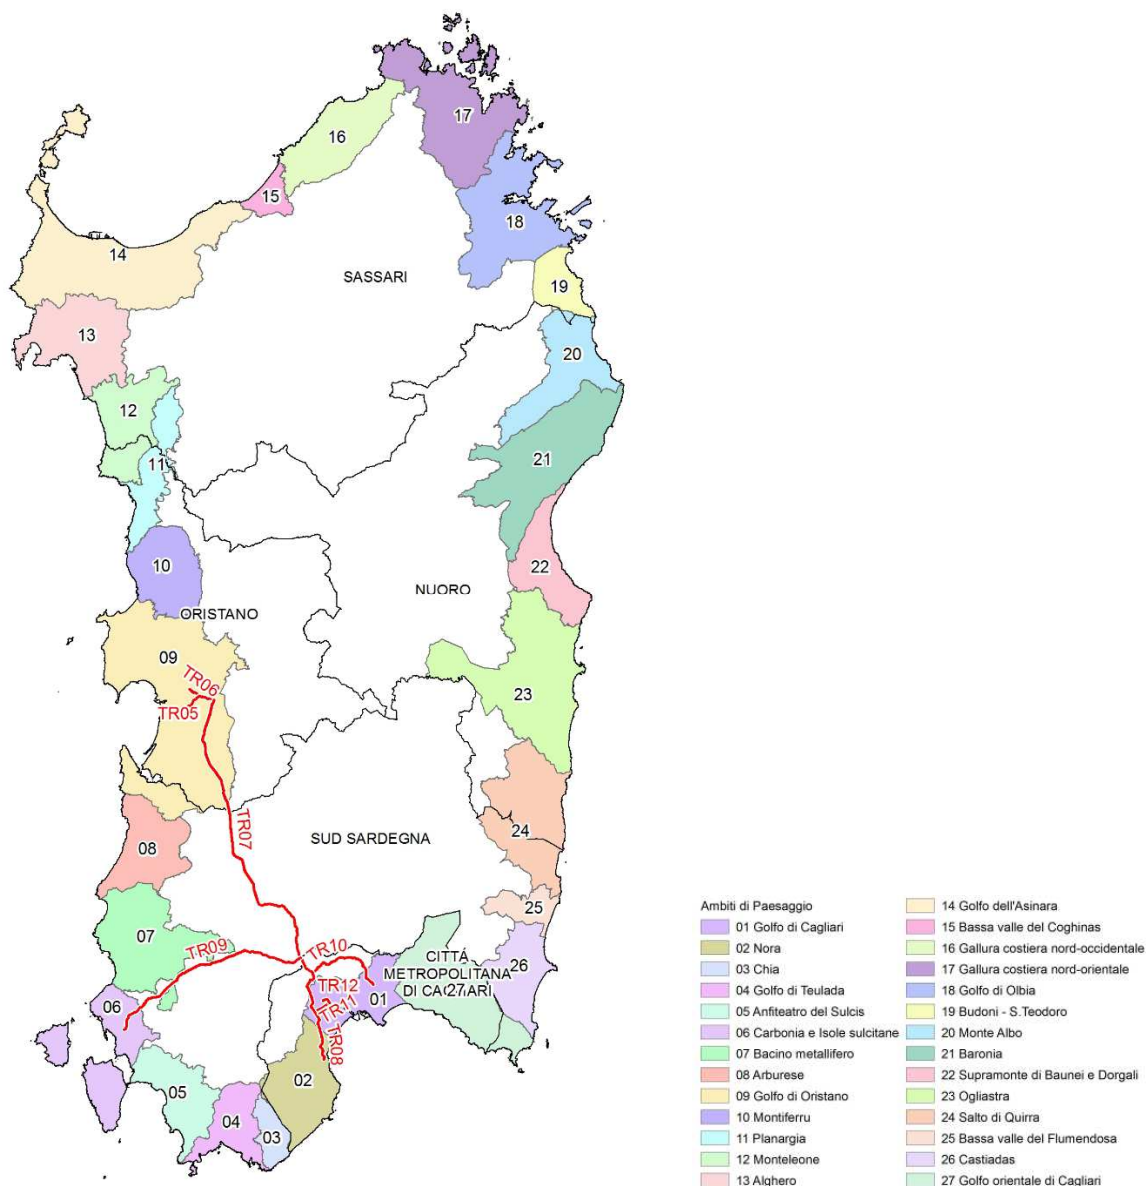 17
16
15
18
14
SASSARI
19
13
20
12
11
21
10
22
NUORO
ORISTANO
09
TR06
23
TR05
TR07
24
SUD SARDEGNA
08
25
07
TR09
TR10
CITTÁ
METROPOLITANA
DI CAGLIARI
26
27
TR12
01
06
TR11
TR08
02
05
04
03
Ambiti di Paesaggio
01 Golfo di Cagliari
02 Nora
03 Chia
04 Golfo di Teulada
05 Anfiteatro del Sulcis
06 Carbonia e Isole sulcitane
07 Bacino metallifero
08 Arburese
09 Golfo di Oristano
10 Montiferru
11 Planargia
12 Monteleone
13 Alghero
14 Golfo dell'Asinara
15 Bassa valle del Coghinas
16 Gallura costiera nord-occidentale
17 Gallura costiera nord-orientale
18 Golfo di Olbia
19 Budoni - S.Teodoro
20 Monte Albo
21 Baronia
22 Supramonte di Baunei e Dorgali
23 Ogliastra
24 Salto di Quirra
25 Bassa valle del Flumendosa
26 Castiadas
27 Golfo orientale di Cagliari